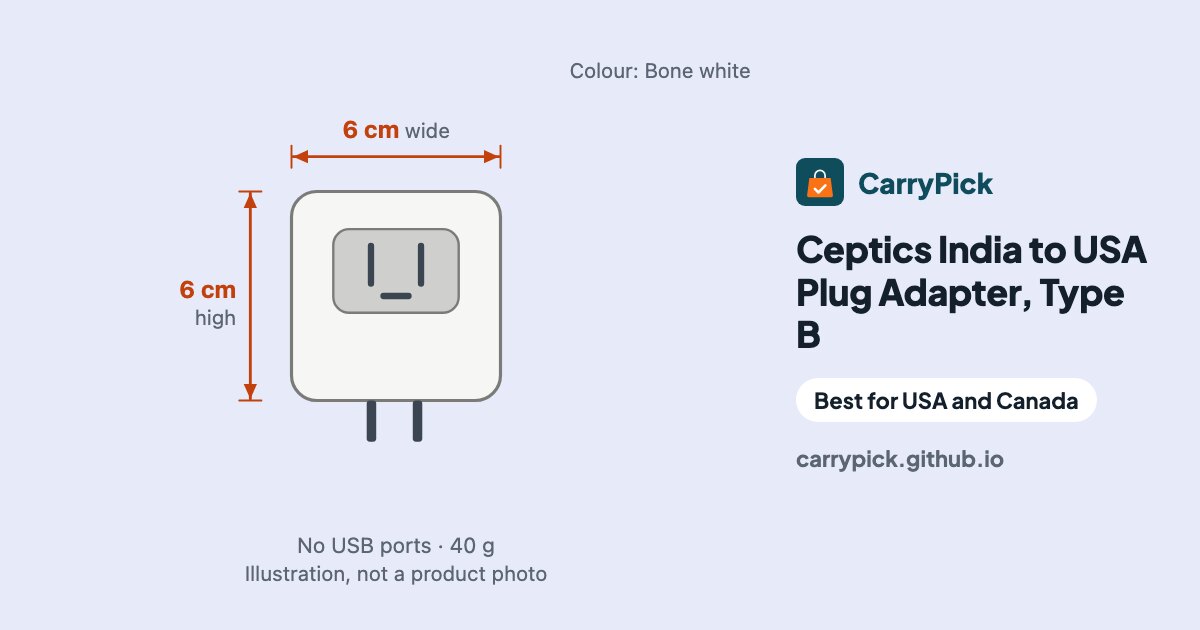 Colour: Bone white
6 cm wide
6 cm
high
No USB ports · 40 g
Illustration, not a product photo
CarryPick
Ceptics India to USA
Plug Adapter, Type
B
Best for USA and Canada
carrypick.github.io